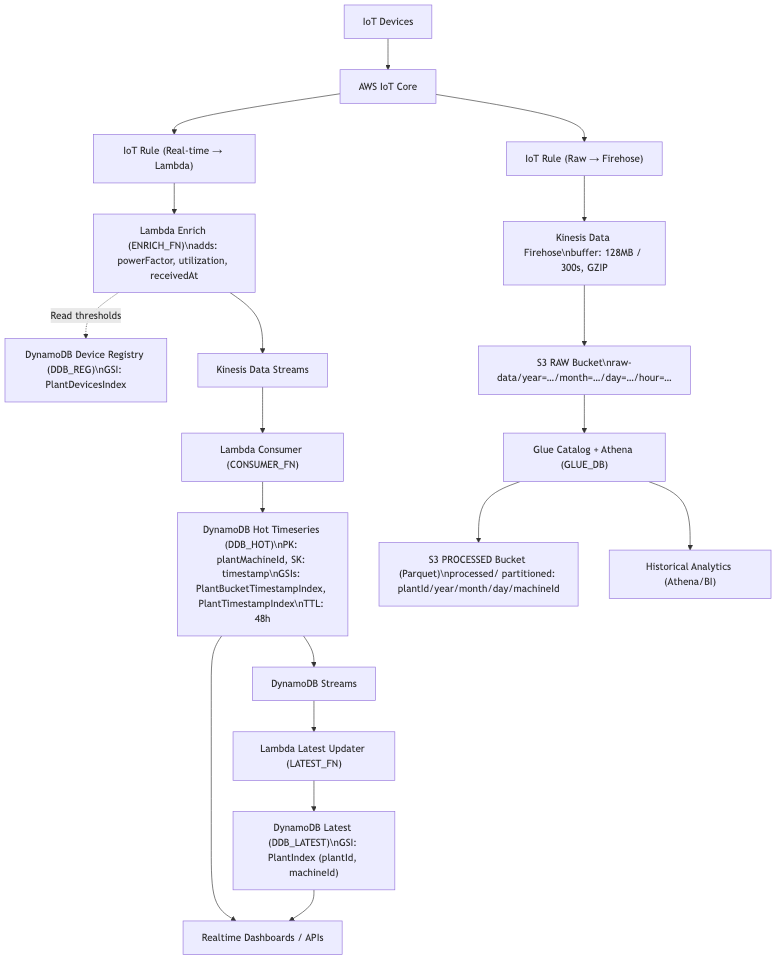 IoT Devices
AWS IoT Core
IoT Rule (Real-time →
Lambda)
IoT Rule (Raw → Firehose)
Lambda Enrich
(ENRICH_FN)\nadds:
powerFactor, utilization,
receivedAt
Kinesis Data
Firehose\nbuffer: 128MB /
300s, GZIP
Read thresholds
DynamoDB Device Registry
(DDB_REG)\nGSI:
PlantDevicesIndex
Kinesis Data Streams
S3 RAW Bucket\nraw-
data/year=…/month=…/day=…/hour=…
Lambda Consumer
(CONSUMER_FN)
Glue Catalog + Athena
(GLUE_DB)
DynamoDB Hot Timeseries
(DDB_HOT)\nPK:
plantMachineId, SK:
timestamp\nGSIs:
PlantBucketTimestampIndex,
PlantTimestampIndex\nTTL:
48h
S3 PROCESSED Bucket
(Parquet)\nprocessed/ partitioned:
plantId/year/month/day/machineId
Historical Analytics
(Athena/BI)
DynamoDB Streams
Lambda Latest Updater
(LATEST_FN)
DynamoDB Latest
(DDB_LATEST)\nGSI:
PlantIndex (plantId,
machineId)
Realtime Dashboards / APIs